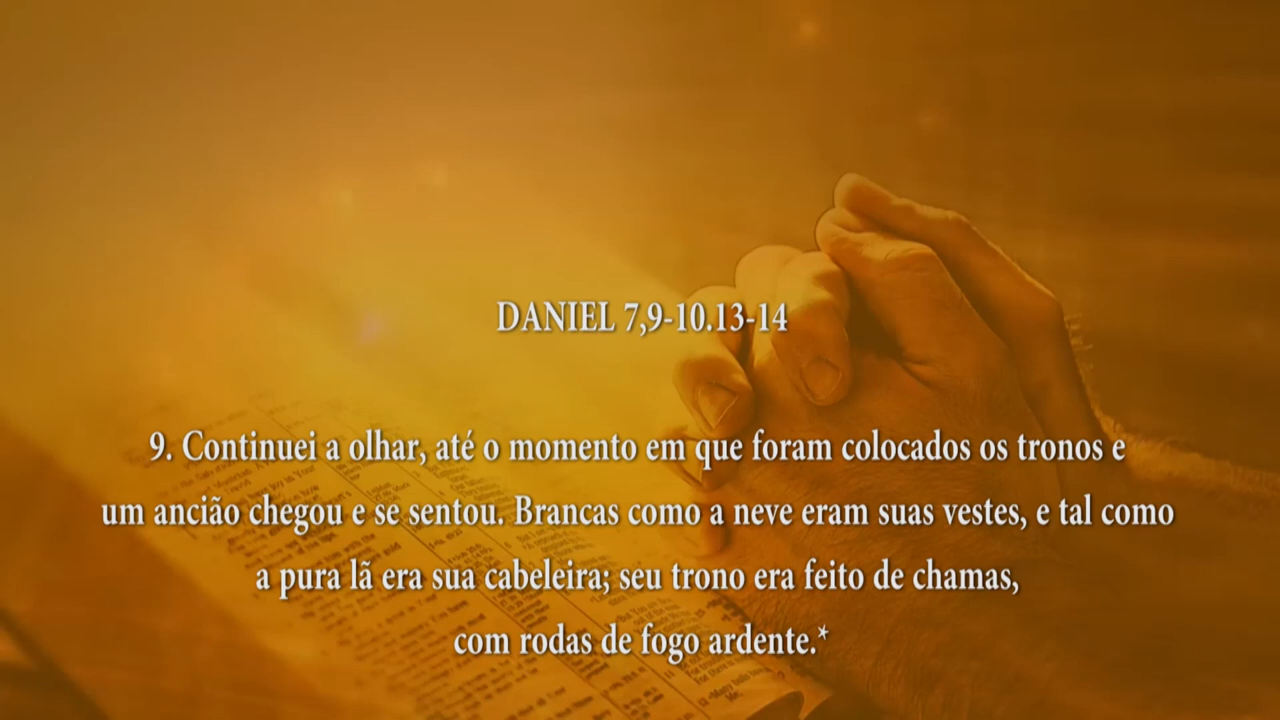 DANIEL 7,9-10.13-14
9. Continuei a olhar, até o momento em que foram colocados os tronos e
um ancião chegou e se sentou. Brancas como a neve eram suas vestes, e tal como
a pura lã era sua cabeleira; seu trono era feito de chamas,
com rodas de fogo ardente.*